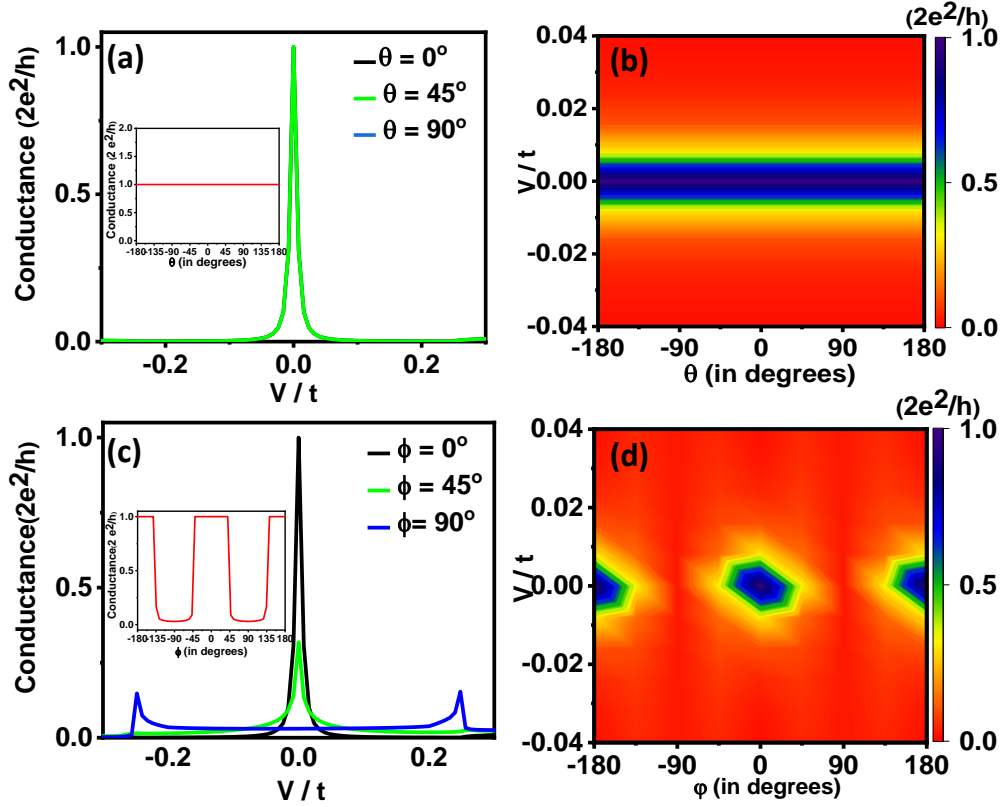 (a)
Conductance (2e²/h)
1.0
0.5
0.0
θ = 0°
θ = 45°
θ = 90°
Conductance (2 e²/h)
2.0
1.5
1.0
0.5
0.0
-180 -135 -90 -45 0 45 90 135 180
θ (in degrees)
-0.2 0.0 0.2
V / t
(b)
(2e²/h)
V / t
0.04
0.02
0.00
-0.02
-0.04
-180 -90 0 90 180
θ (in degrees)
1.0
0.5
0.0
(c)
Conductance(2e²/h)
1.0
0.5
0.0
ϕ = 0°
ϕ = 45°
ϕ= 90°
Conductance(2 e²/h)
1.0
0.5
0.0
-180 -135 -90 -45 0 45 90 135 180
ϕ (in degrees)
-0.2 0.0 0.2
V / t
(d)
(2e²/h)
V / t
0.04
0.02
0.00
-0.02
-0.04
-180 -90 0 90 180
φ (in degrees)
1.0
0.5
0.0